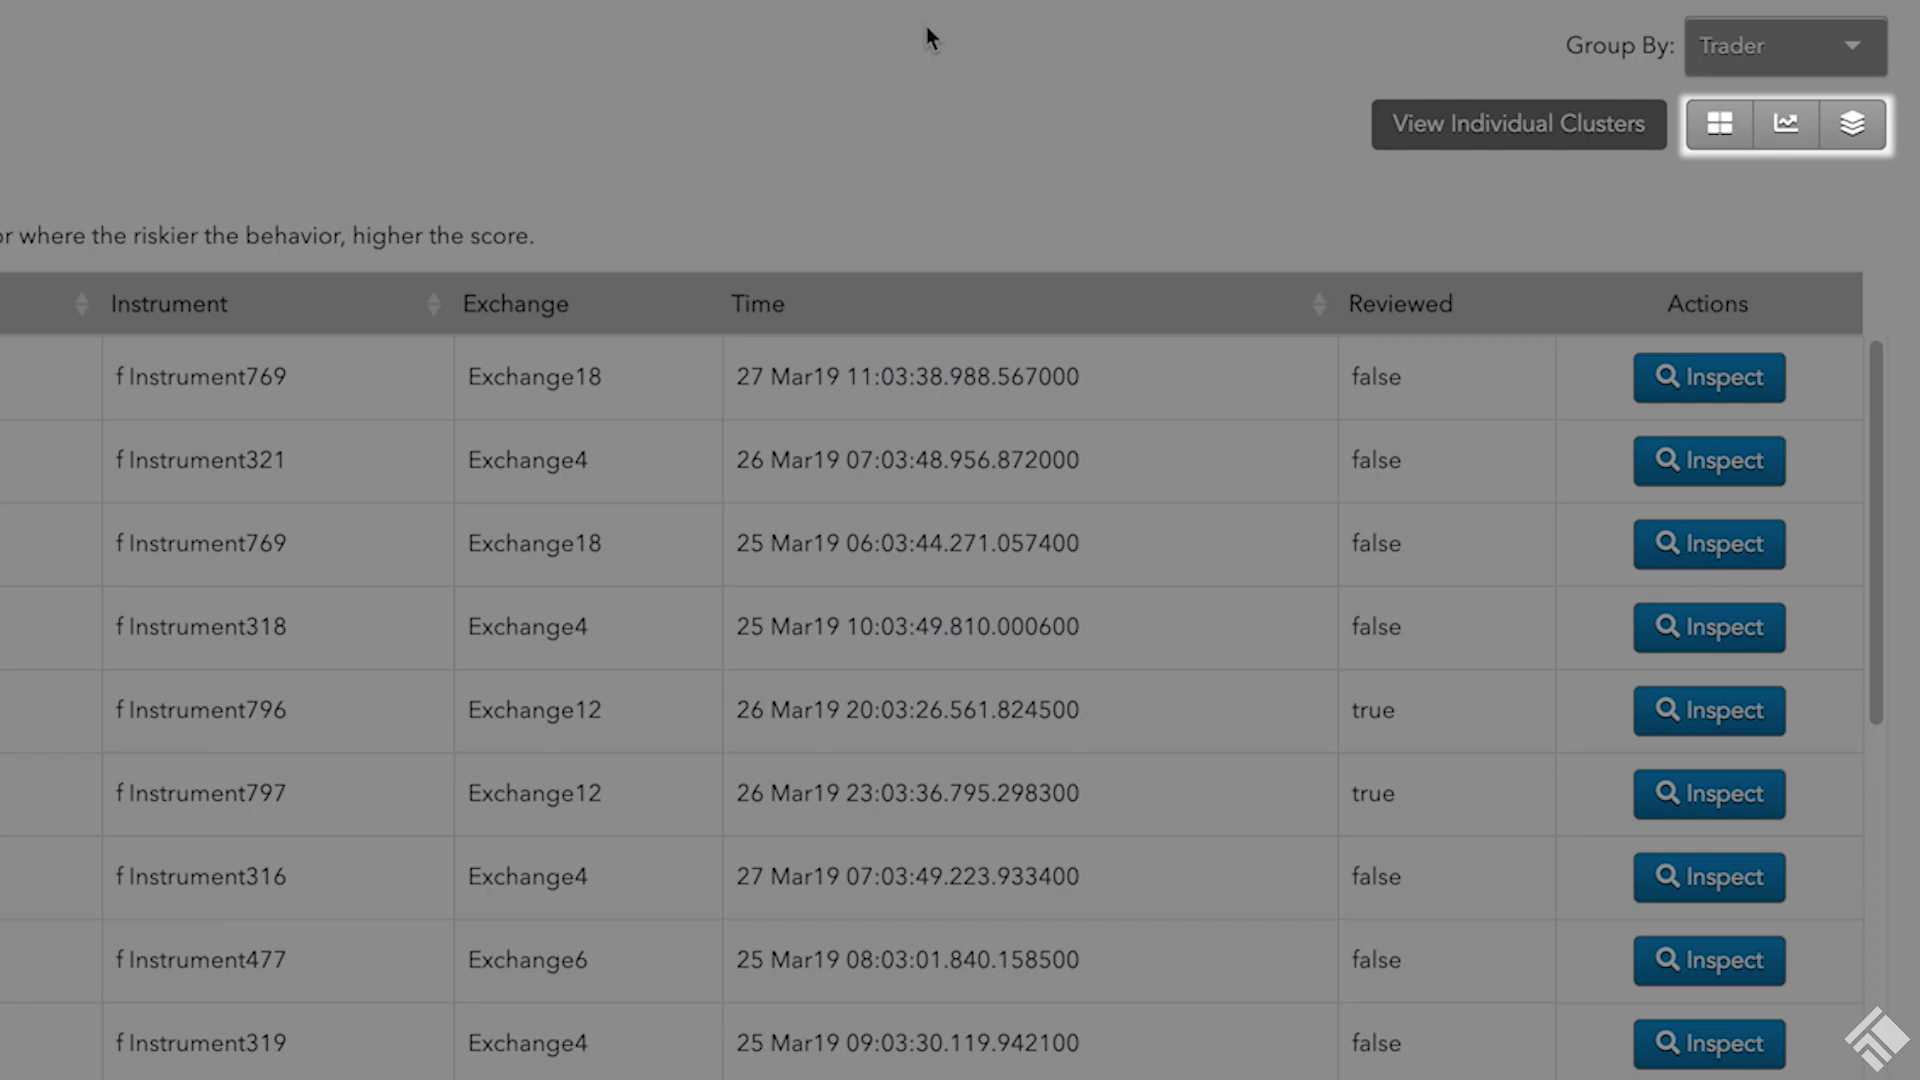 Group By: Trader
View Individual Clusters
or where the riskier the behavior, higher the score.
Instrument Exchange Time Reviewed Actions
f Instrument769 Exchange18 27 Mar19 11:03:38.988.567000 false Inspect
f Instrument321 Exchange4 26 Mar19 07:03:48.956.872000 false Inspect
f Instrument769 Exchange18 25 Mar19 06:03:44.271.057400 false Inspect
f Instrument318 Exchange4 25 Mar19 10:03:49.810.000600 false Inspect
f Instrument796 Exchange12 26 Mar19 20:03:26.561.824500 true Inspect
f Instrument797 Exchange12 26 Mar19 23:03:36.795.298300 true Inspect
f Instrument316 Exchange4 27 Mar19 07:03:49.223.933400 false Inspect
f Instrument477 Exchange6 25 Mar19 08:03:01.840.158500 false Inspect
f Instrument319 Exchange4 25 Mar19 09:03:30.119.942100 false Inspect